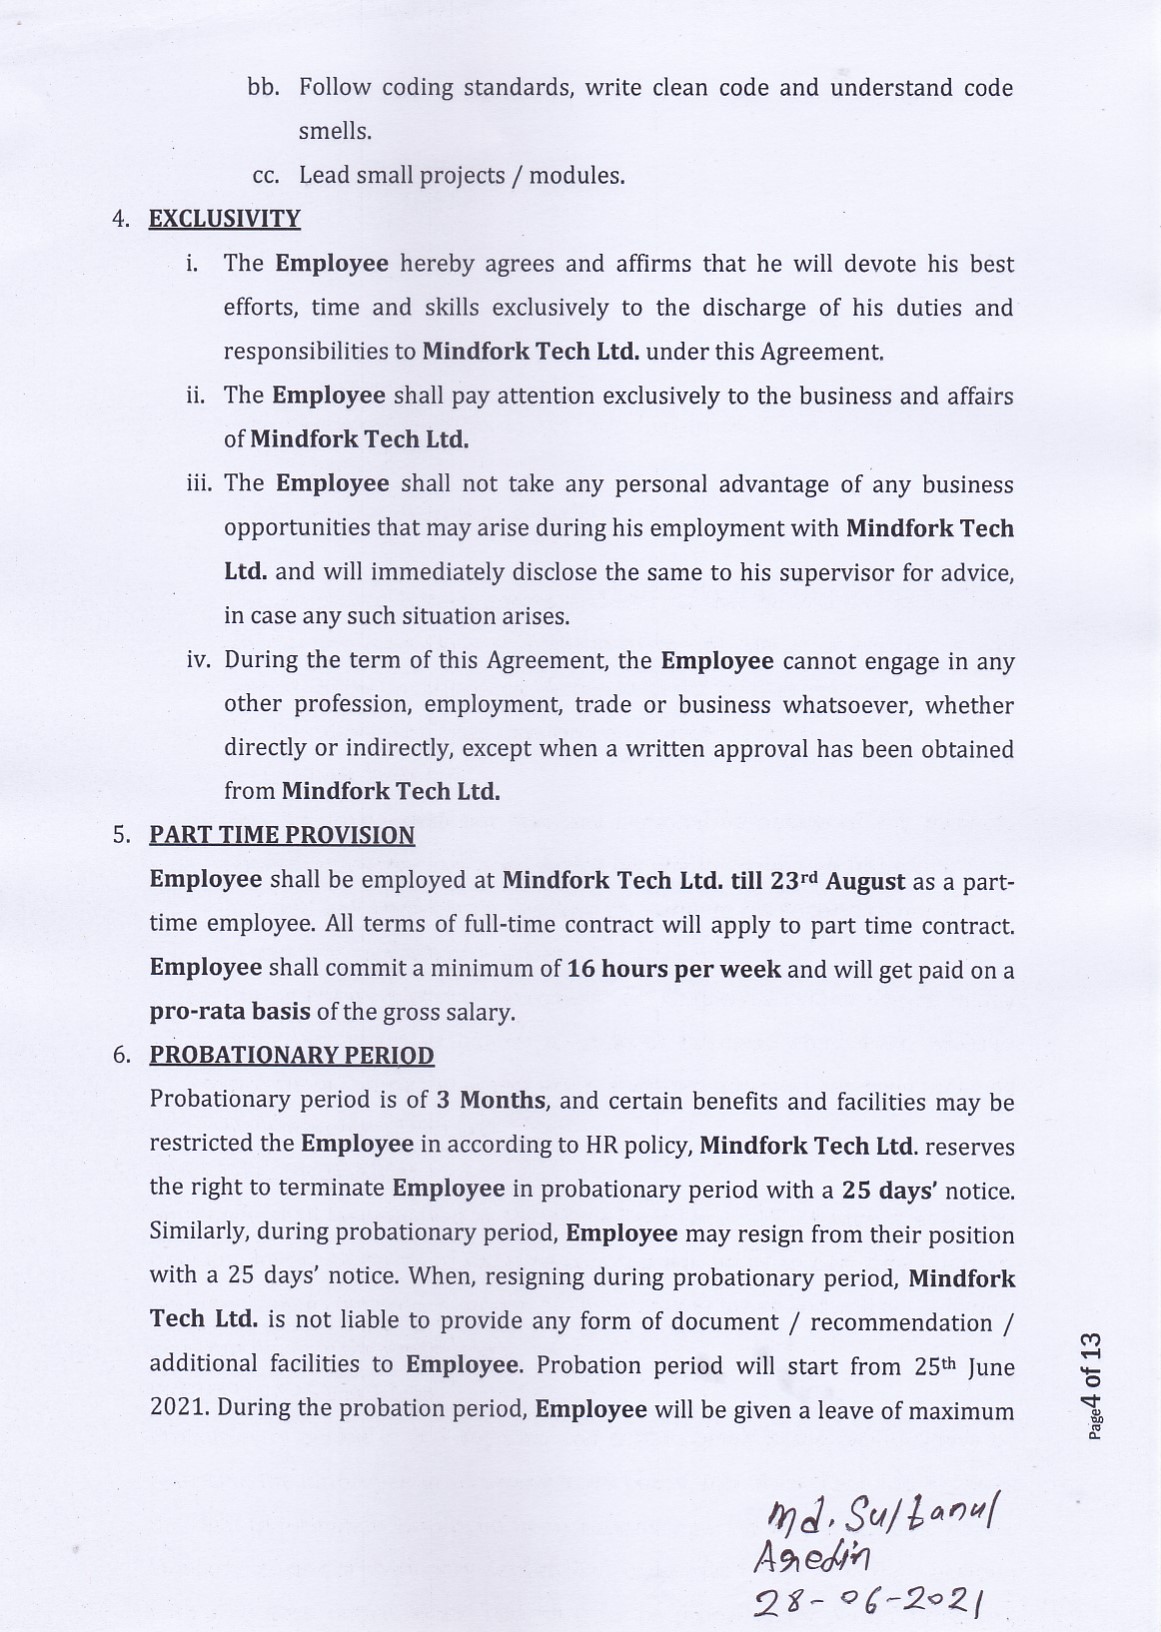 bb. Follow coding standards, write clean code and understand code
smells.
cc. Lead small projects / modules.
4. EXCLUSIVITY
i. The Employee hereby agrees and affirms that he will devote his best
efforts, time and skills exclusively to the discharge of his duties and
responsibilities to Mindfork Tech Ltd. under this Agreement.
ii. The Employee shall pay attention exclusively to the business and affairs
of Mindfork Tech Ltd.
iii. The Employee shall not take any personal advantage of any business
opportunities that may arise during his employment with Mindfork Tech
Ltd. and will immediately disclose the same to his supervisor for advice,
in case any such situation arises.
iv. During the term of this Agreement, the Employee cannot engage in any
other profession, employment, trade or business whatsoever, whether
directly or indirectly, except when a written approval has been obtained
from Mindfork Tech Ltd.
5. PART TIME PROVISION
Employee shall be employed at Mindfork Tech Ltd. till 23rd August as a part-
time employee. All terms of full-time contract will apply to part time contract.
Employee shall commit a minimum of 16 hours per week and will get paid on a
pro-rata basis of the gross salary.
6. PROBATIONARY PERIOD
Probationary period is of 3 Months, and certain benefits and facilities may be
restricted the Employee in according to HR policy, Mindfork Tech Ltd. reserves
the right to terminate Employee in probationary period with a 25 days' notice.
Similarly, during probationary period, Employee may resign from their position
with a 25 days' notice. When, resigning during probationary period, Mindfork
Tech Ltd. is not liable to provide any form of document / recommendation /
additional facilities to Employee. Probation period will start from 25th June
2021. During the probation period, Employee will be given a leave of maximum
Page 4 of 13
Md. Sultanul
28-06-2021